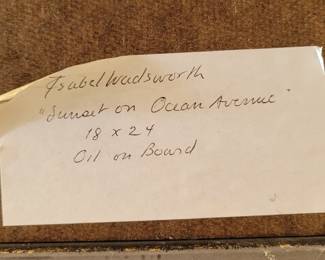 Isabel Wadsworth
"Sunset on Ocean Avenue"
18 x 24
Oil on Board